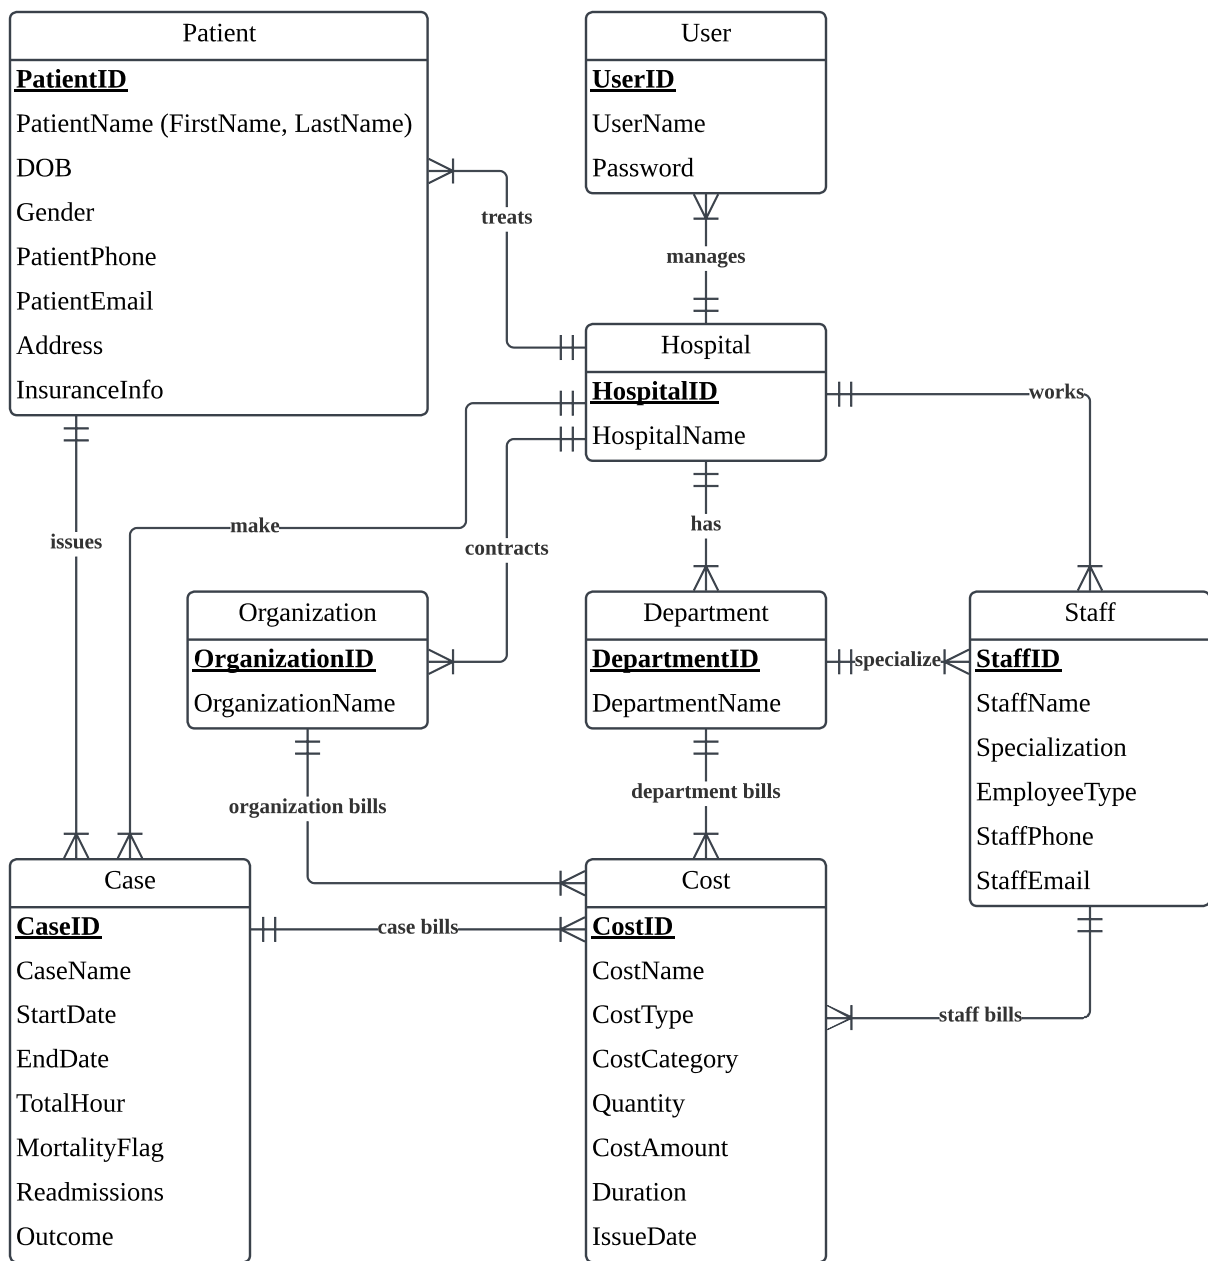 Patient
PatientID
PatientName (FirstName, LastName)
DOB
Gender
PatientPhone
PatientEmail
Address
InsuranceInfo
User
UserID
UserName
Password
treats
manages
Hospital
HospitalID
HospitalName
works
make
issues
contracts
has
Organization
OrganizationID
OrganizationName
Department
DepartmentID
DepartmentName
specialize
Staff
StaffID
StaffName
Specialization
EmployeeType
StaffPhone
StaffEmail
organization bills
department bills
Case
CaseID
CaseName
StartDate
EndDate
TotalHour
MortalityFlag
Readmissions
Outcome
case bills
Cost
CostID
CostName
CostType
CostCategory
Quantity
CostAmount
Duration
IssueDate
staff bills